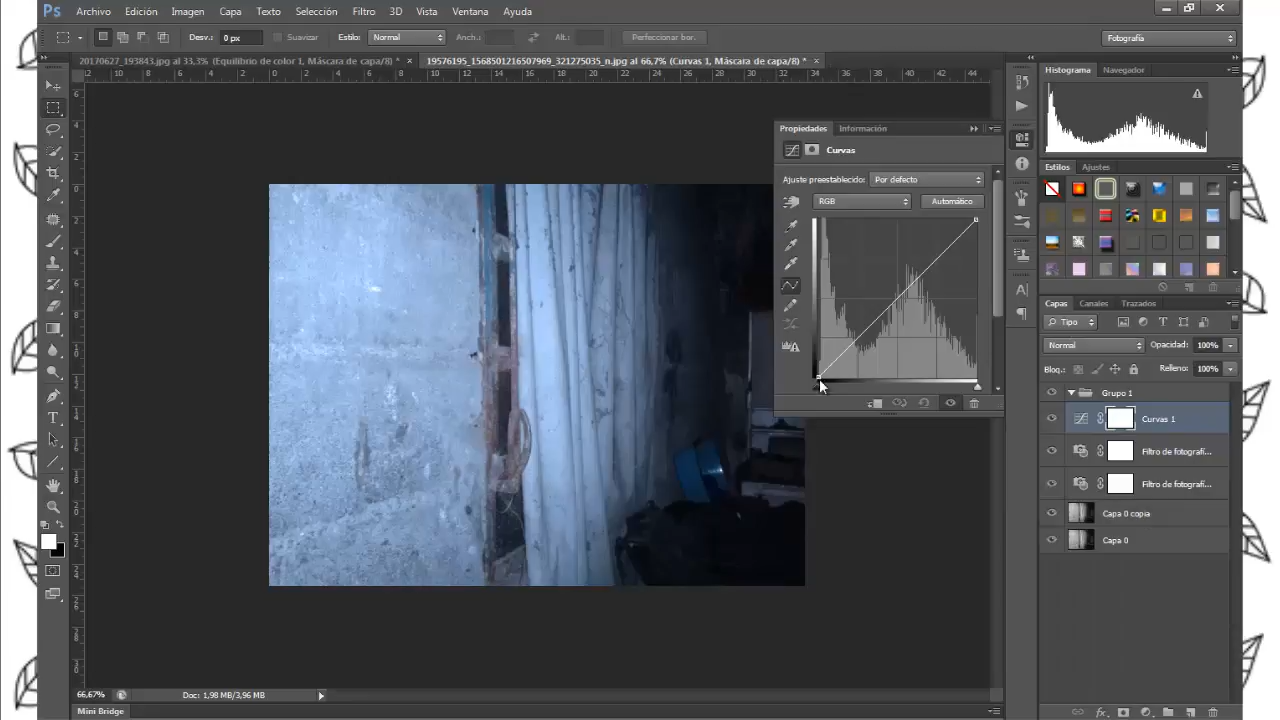 Ps Archivo Edición Imagen Capa Texto Selección Filtro 3D Vista Ventana Ayuda
Desv.: 0 px Suavizar Estilo: Normal Anch.: Alt.: Perfeccionar bor... Fotografía
20170627_193843.jpg al 33,3% (Equilibrio de color 1, Máscara de capa/8) * × 19576195_1568501216507969_321275035_n.jpg al 66,7% (Curvas 1, Máscara de capa/8) * ×
Histograma Navegador
Propiedades Información
Curvas
Ajuste preestablecido: Por defecto
RGB Automático
Estilos Ajustes
Capas Canales Trazados
Tipo
Normal Opacidad: 100%
Bloq.: Relleno: 100%
Grupo 1
Curvas 1
Filtro de fotografí...
Filtro de fotografí...
Capa 0 copia
Capa 0
66,67% Doc: 1,98 MB/3,96 MB
Mini Bridge